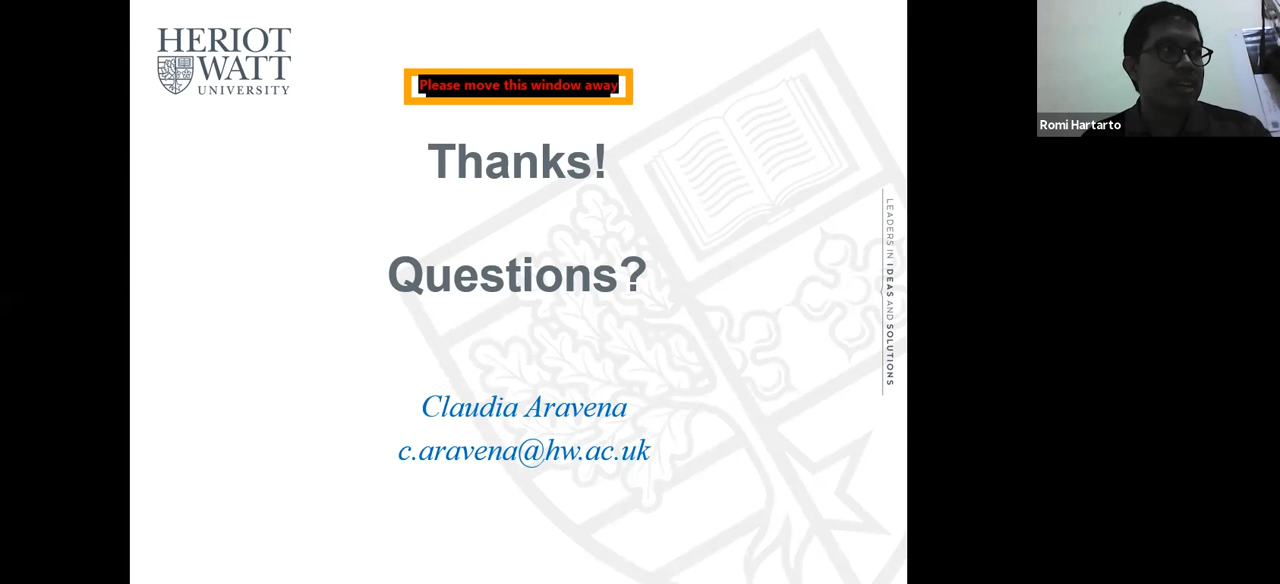 HERIOT
WATT
UNIVERSITY
Please move this window away
Thanks!
Questions?
Claudia Aravena
c.aravena@hw.ac.uk
LEADERS IN IDEAS AND SOLUTIONS
Romi Hartarto